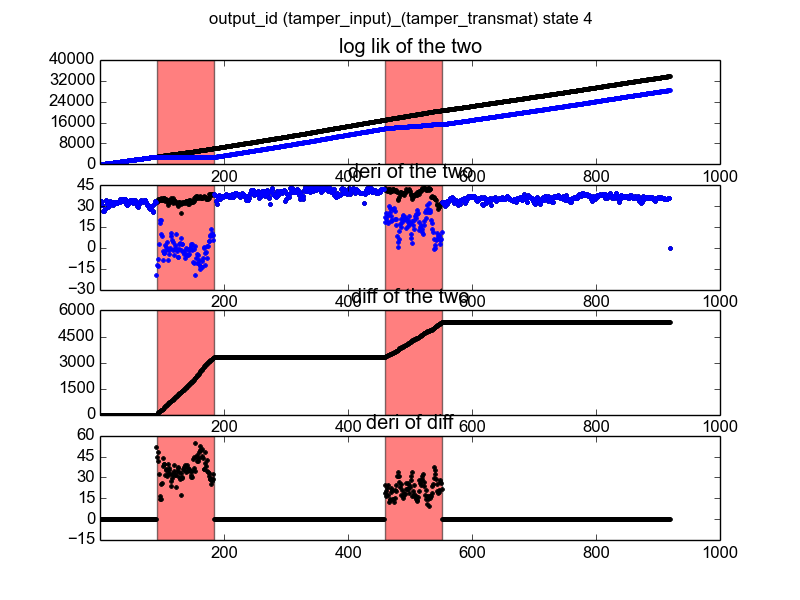 output_id (tamper_input)_(tamper_transmat) state 4
log lik of the two
40000
32000
24000
16000
8000
0
200 400 600 800 1000
deri of the two
45
30
15
0
−15
−30
200 400 600 800 1000
diff of the two
6000
4500
3000
1500
0
200 400 600 800 1000
deri of diff
60
45
30
15
0
−15
200 400 600 800 1000